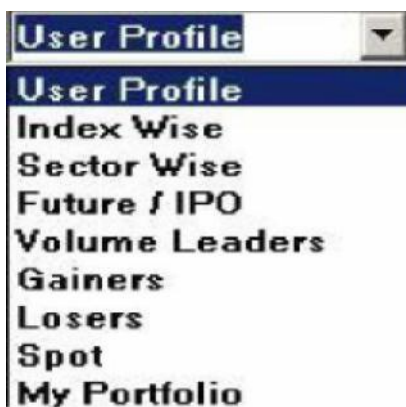 User Profile
User Profile
Index Wise
Sector Wise
Future / IPO
Volume Leaders
Gainers
Losers
Spot
My Portfolio